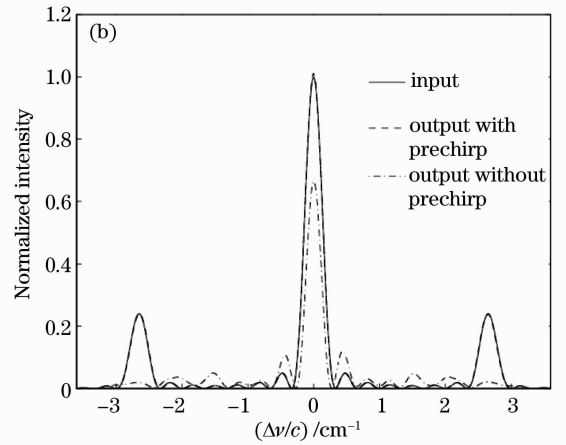 1.2
(b)
1.0
input
0.8
output with
prechirp
output without
prechirp
0.6
0.4
0.2
0
Normalized intensity
−3
−2
−1
0
1
2
3
(Δν/c) /cm⁻¹